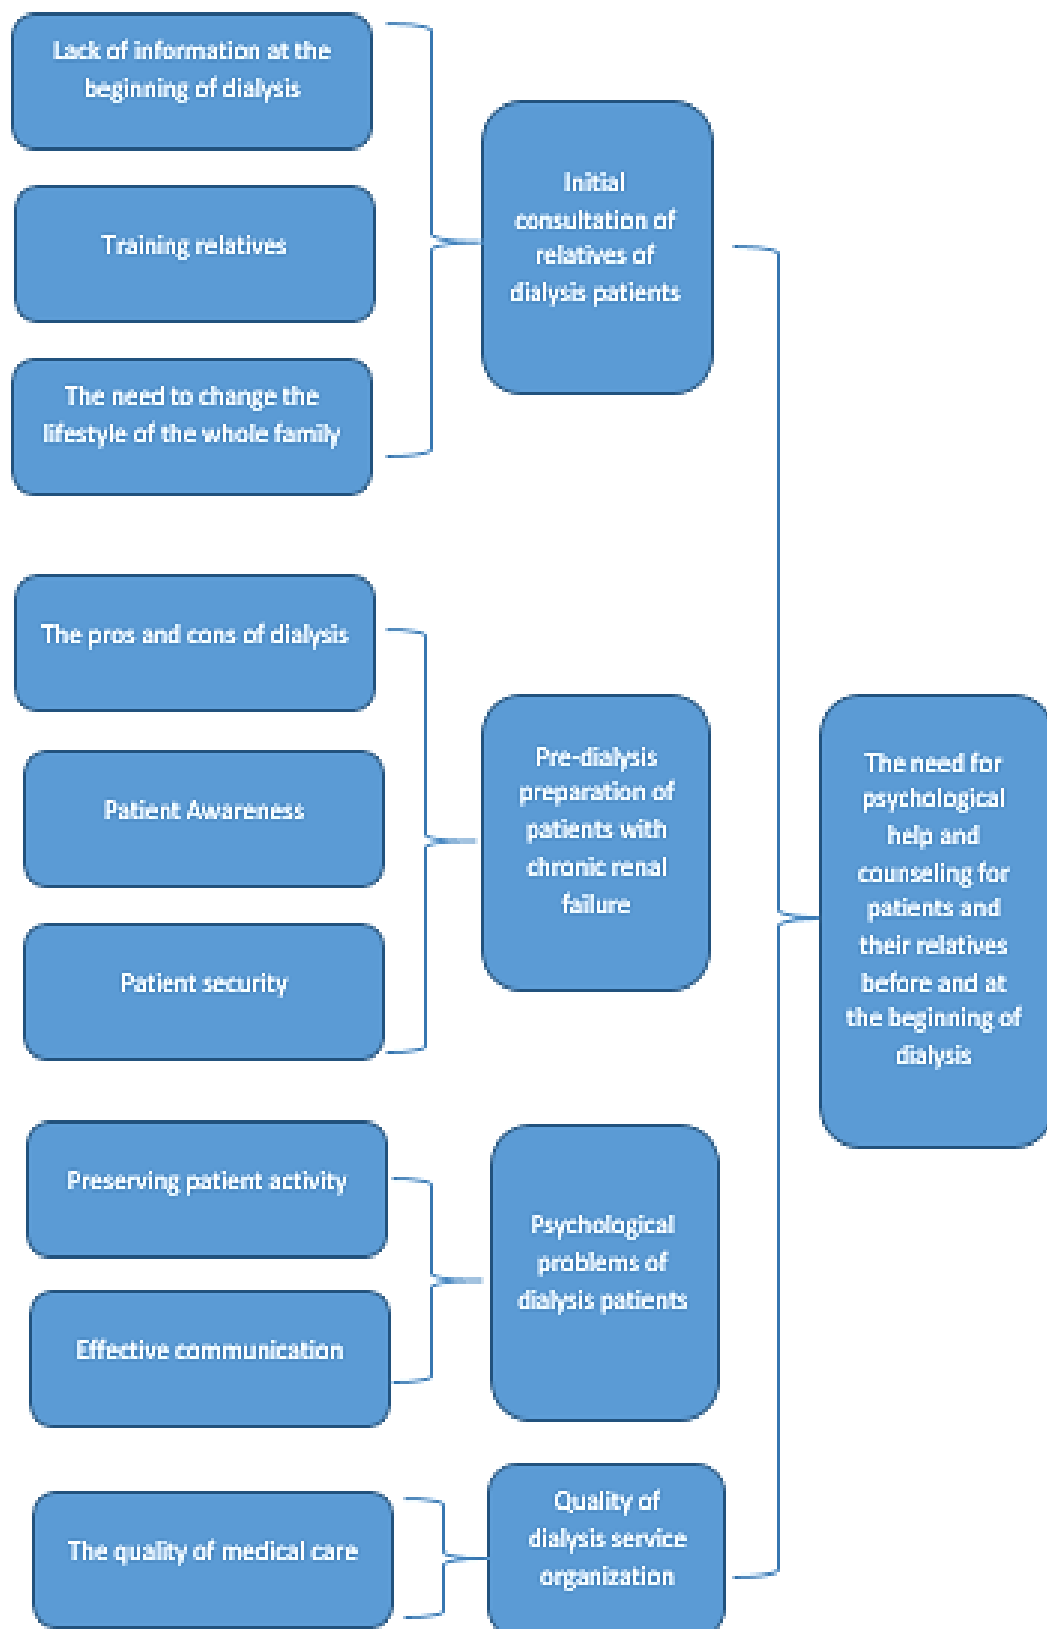 Lack of information at the
beginning of dialysis
Training relatives
The need to change the
lifestyle of the whole family
Initial
consultation of
relatives of
dialysis patients
The pros and cons of dialysis
Patient Awareness
Patient security
Pre-dialysis
preparation of
patients with
chronic renal
failure
Preserving patient activity
Effective communication
Psychological
problems of
dialysis patients
The quality of medical care
Quality of
dialysis service
organization
The need for
psychological
help and
counseling for
patients and
their relatives
before and at
the beginning of
dialysis